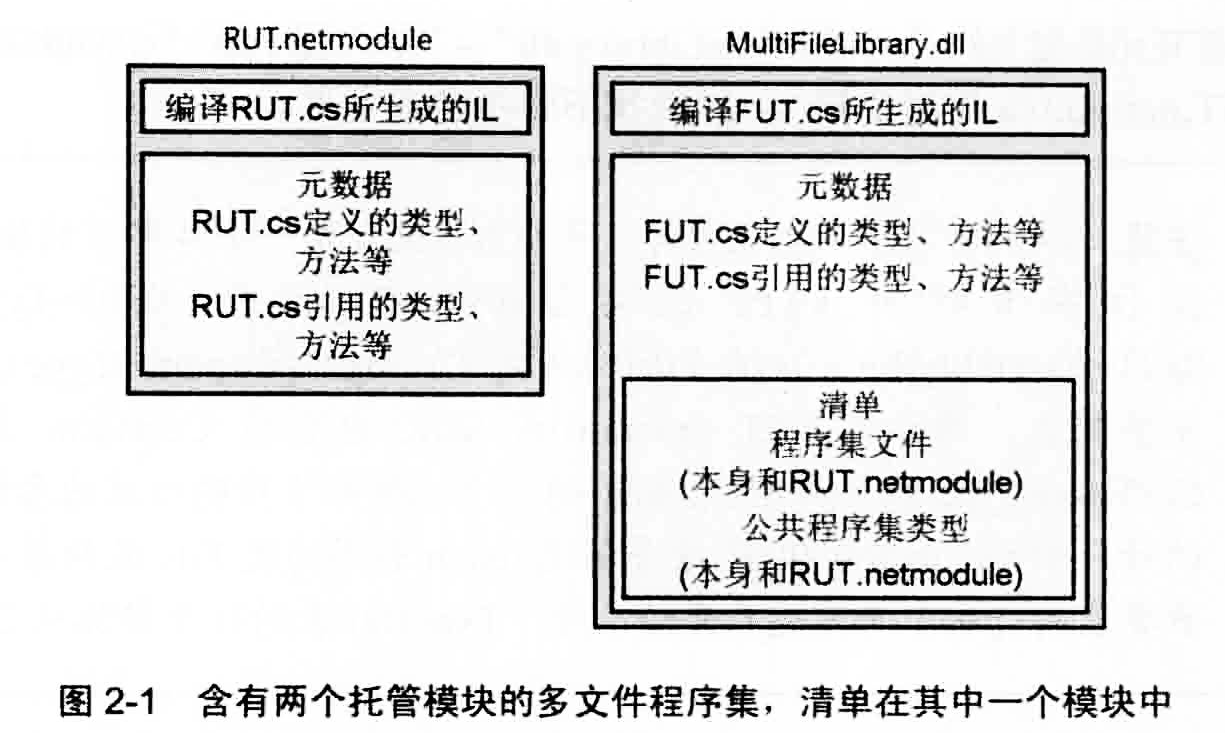 RUT.netmodule
编译RUT.cs所生成的IL
元数据
RUT.cs定义的类型、
方法等
RUT.cs引用的类型、
方法等
MultiFileLibrary.dll
编译FUT.cs所生成的IL
元数据
FUT.cs定义的类型、方法等
FUT.cs引用的类型、方法等
清单
程序集文件
(本身和RUT.netmodule)
公共程序集类型
(本身和RUT.netmodule)
图 2-1 含有两个托管模块的多文件程序集，清单在其中一个模块中